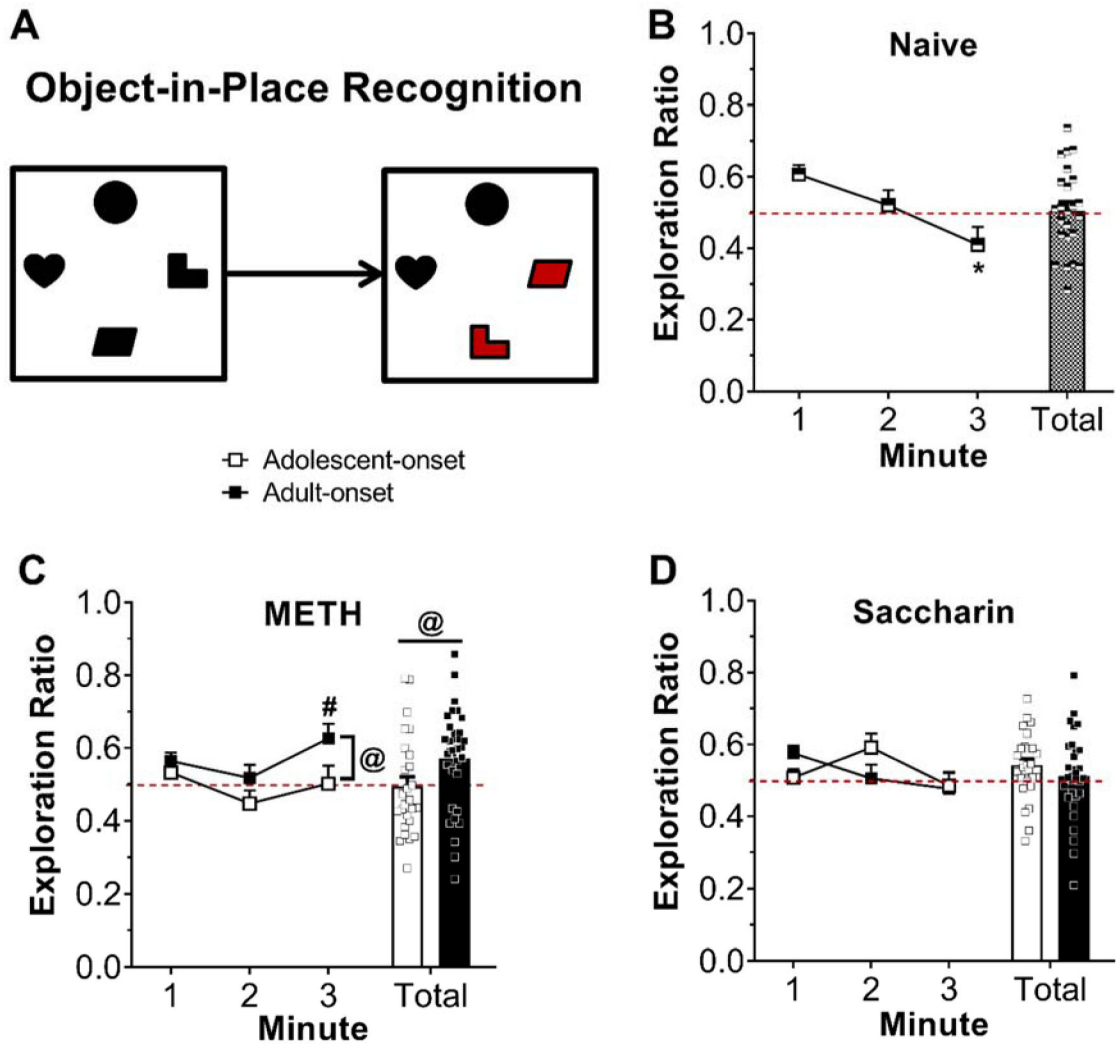 A
Object-in-Place Recognition
Adolescent-onset
Adult-onset
B
Naive
Exploration Ratio
1.0
0.8
0.6
0.4
0.2
0.0
*
1 2 3 Total
Minute
C
METH
Exploration Ratio
1.0
0.8
0.6
0.4
0.2
0.0
@
#
@
1 2 3 Total
Minute
D
Saccharin
Exploration Ratio
1.0
0.8
0.6
0.4
0.2
0.0
1 2 3 Total
Minute